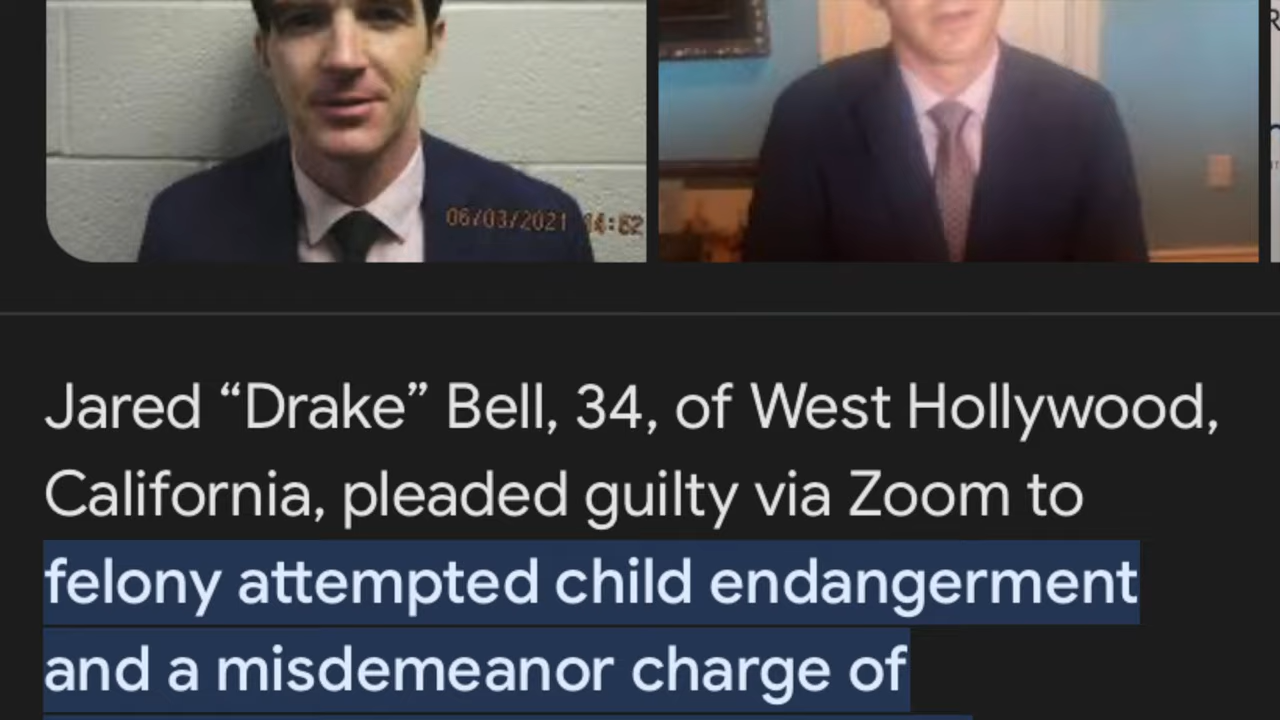 06/03/2021 14:52
Jared “Drake” Bell, 34, of West Hollywood,
California, pleaded guilty via Zoom to
felony attempted child endangerment
and a misdemeanor charge of